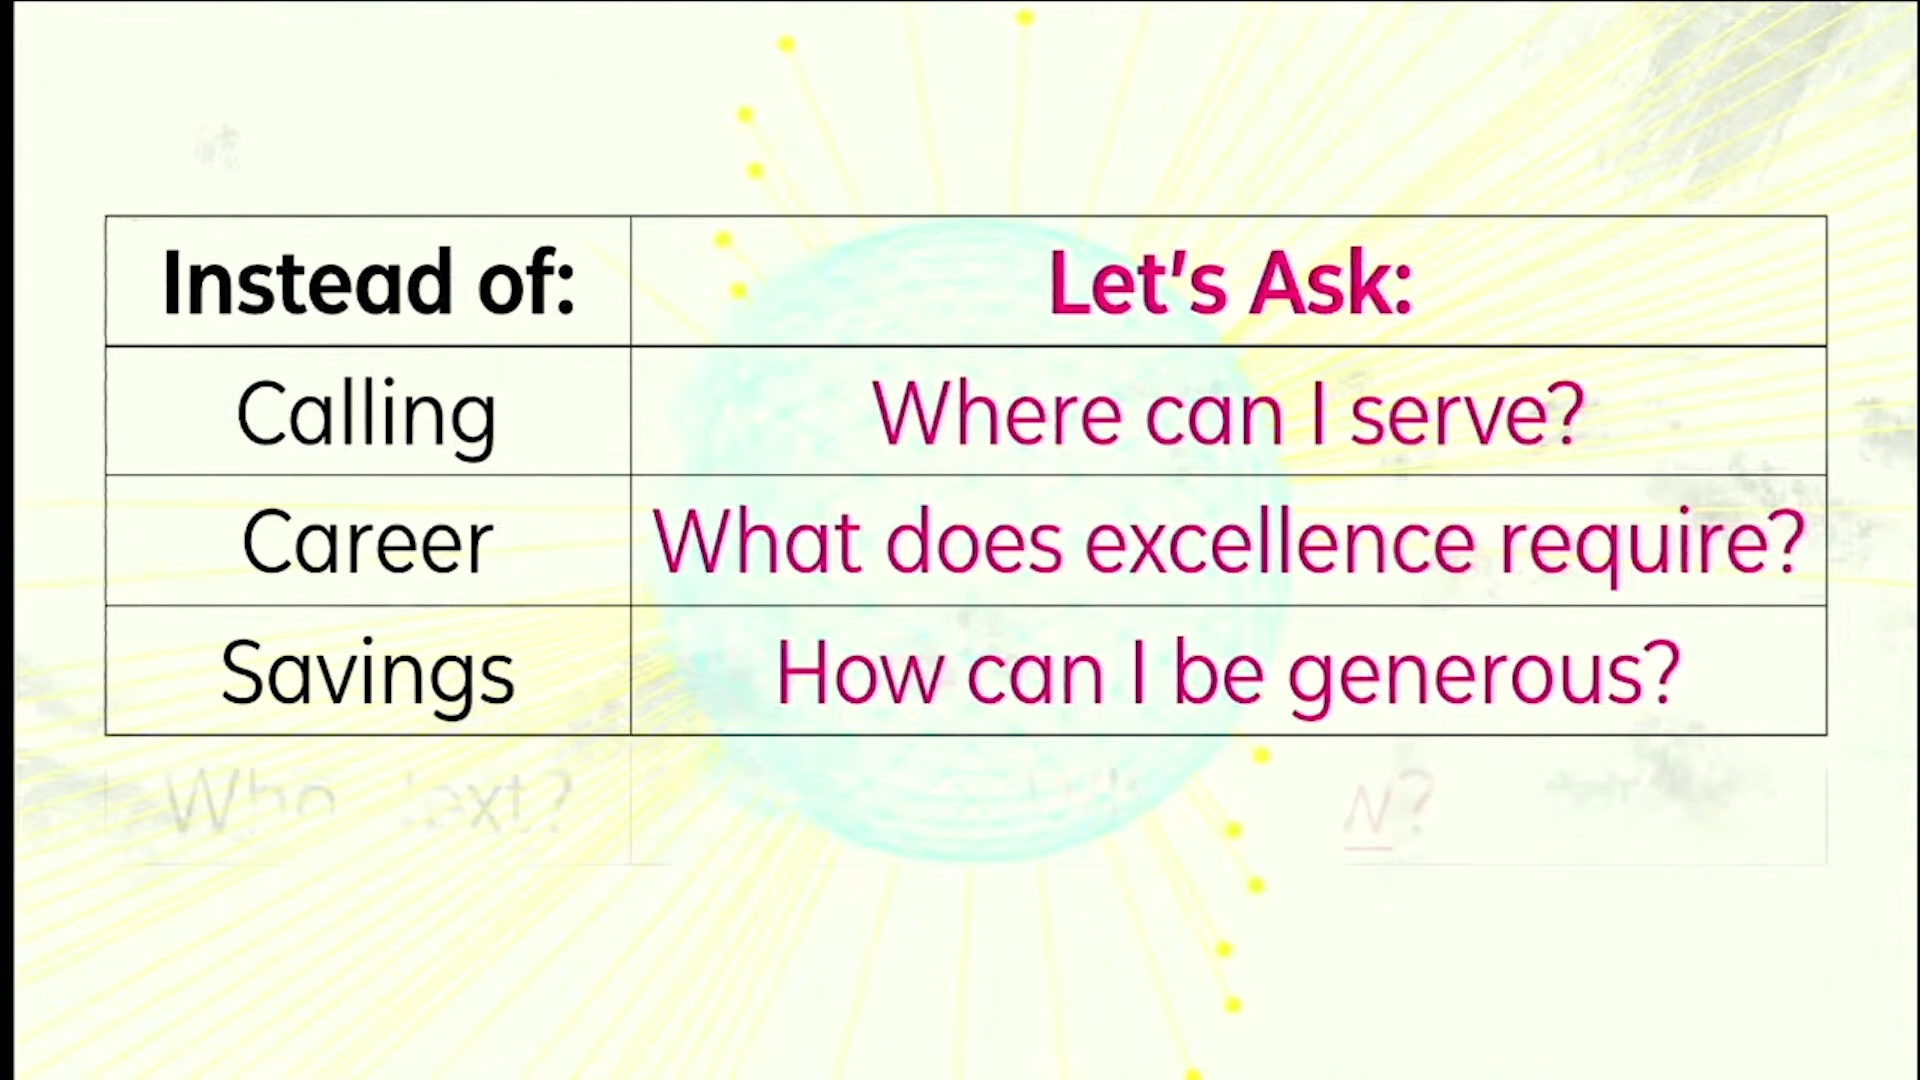 Instead of:
Let's Ask:
Calling
Where can I serve?
Career
What does excellence require?
Savings
How can I be generous?